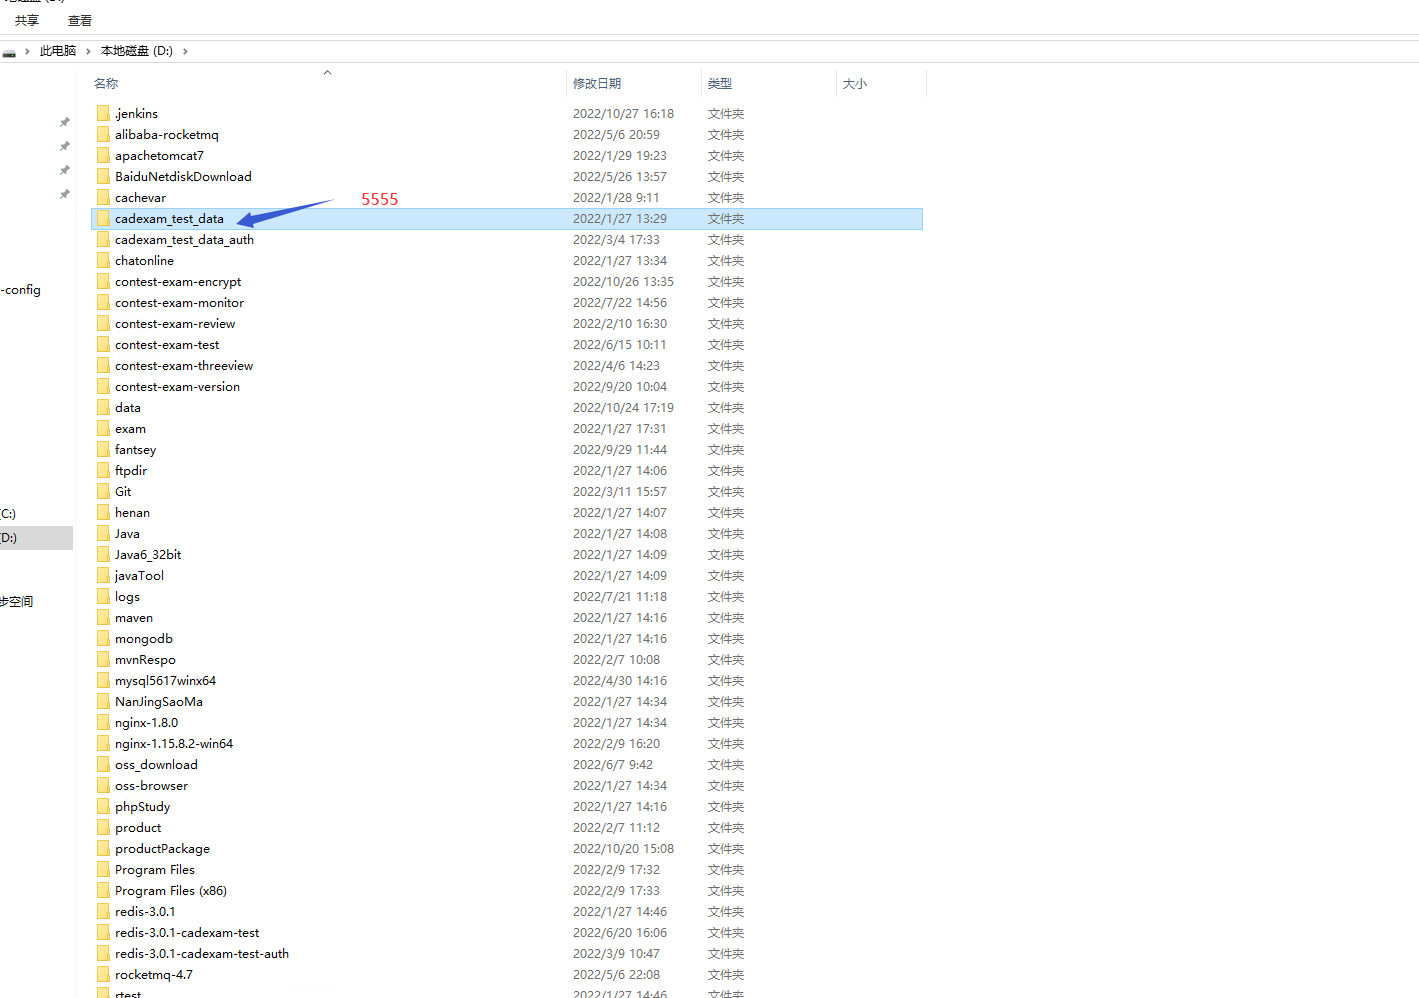 共享 查看
此电脑 › 本地磁盘 (D:) ›
名称 修改日期 类型 大小
.jenkins 2022/10/27 16:18 文件夹
alibaba-rocketmq 2022/5/6 20:59 文件夹
apachetomcat7 2022/1/29 19:23 文件夹
BaiduNetdiskDownload 2022/5/26 13:57 文件夹
cachevar 2022/1/28 9:11 文件夹
5555
cadexam_test_data 2022/1/27 13:29 文件夹
cadexam_test_data_auth 2022/3/4 17:33 文件夹
chatonline 2022/1/27 13:34 文件夹
contest-exam-encrypt 2022/10/26 13:35 文件夹
-config
contest-exam-monitor 2022/7/22 14:56 文件夹
contest-exam-review 2022/2/10 16:30 文件夹
contest-exam-test 2022/6/15 10:11 文件夹
contest-exam-threeview 2022/4/6 14:23 文件夹
contest-exam-version 2022/9/20 10:04 文件夹
data 2022/10/24 17:19 文件夹
exam 2022/1/27 17:31 文件夹
fantsey 2022/9/29 11:44 文件夹
ftpdir 2022/1/27 14:06 文件夹
Git 2022/3/11 15:57 文件夹
henan 2022/1/27 14:07 文件夹
(C:)
Java 2022/1/27 14:08 文件夹
(D:)
Java6_32bit 2022/1/27 14:09 文件夹
javaTool 2022/1/27 14:09 文件夹
logs 2022/7/21 11:18 文件夹
步空间
maven 2022/1/27 14:16 文件夹
mongodb 2022/1/27 14:16 文件夹
mvnRespo 2022/2/7 10:08 文件夹
mysql5617winx64 2022/4/30 14:16 文件夹
NanJingSaoMa 2022/1/27 14:34 文件夹
nginx-1.8.0 2022/1/27 14:34 文件夹
nginx-1.15.8.2-win64 2022/2/9 16:20 文件夹
oss_download 2022/6/7 9:42 文件夹
oss-browser 2022/1/27 14:34 文件夹
phpStudy 2022/1/27 14:16 文件夹
product 2022/2/7 11:12 文件夹
productPackage 2022/10/20 15:08 文件夹
Program Files 2022/2/9 17:32 文件夹
Program Files (x86) 2022/2/9 17:33 文件夹
redis-3.0.1 2022/1/27 14:46 文件夹
redis-3.0.1-cadexam-test 2022/6/20 16:06 文件夹
redis-3.0.1-cadexam-test-auth 2022/3/9 10:47 文件夹
rocketmq-4.7 2022/5/6 22:08 文件夹
rtest 2022/1/27 14:46 文件夹